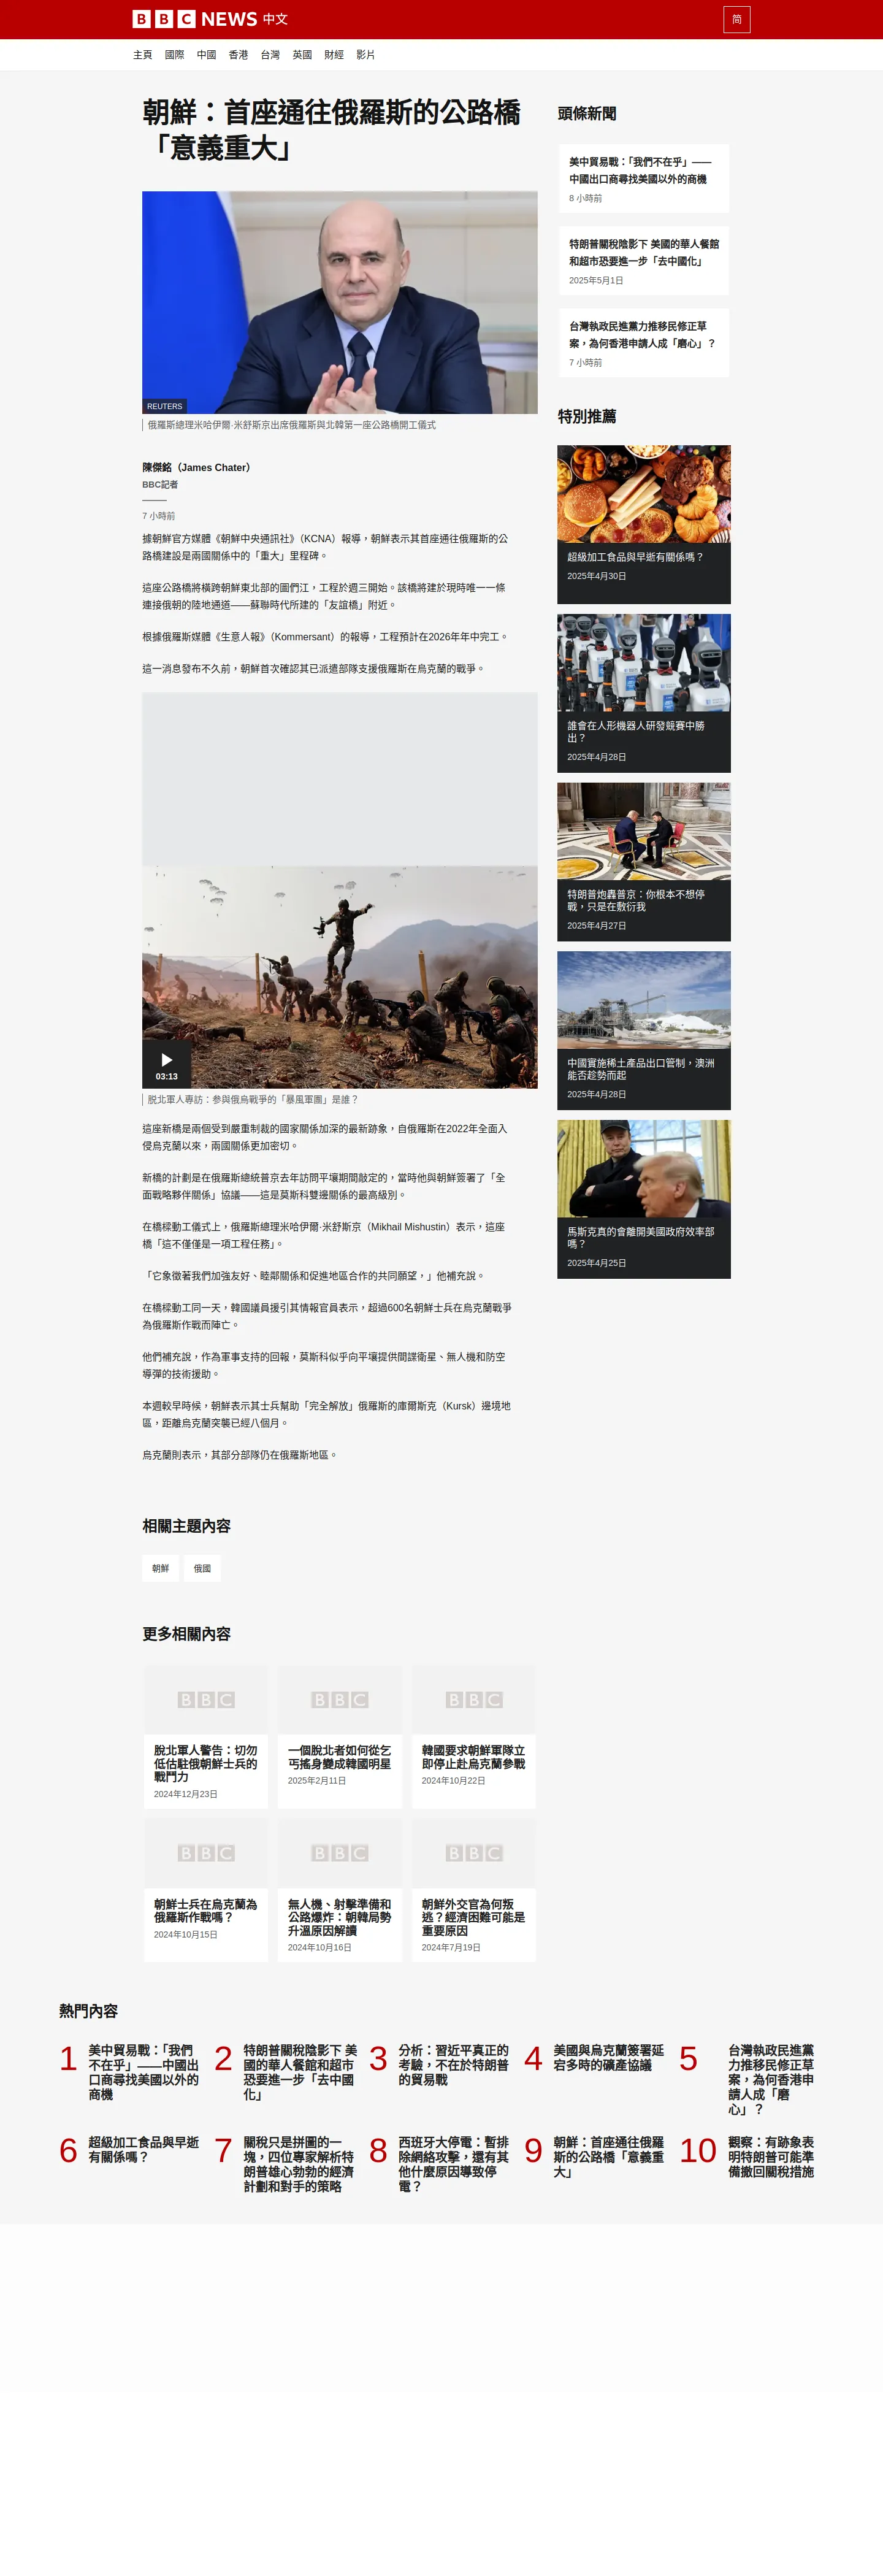 BBC NEWS 中文
简
主頁 國際 中國 香港 台灣 英國 財經 影片
朝鮮：首座通往俄羅斯的公路橋
「意義重大」
REUTERS
俄羅斯總理米哈伊爾·米舒斯京出席俄羅斯與北韓第一座公路橋開工儀式
陳傑銘（James Chater）
BBC記者
7 小時前
據朝鮮官方媒體《朝鮮中央通訊社》（KCNA）報導，朝鮮表示其首座通往俄羅斯的公
路橋建設是兩國關係中的「重大」里程碑。
這座公路橋將橫跨朝鮮東北部的圖們江，工程於週三開始。該橋將建於現時唯一一條
連接俄朝的陸地通道——蘇聯時代所建的「友誼橋」附近。
根據俄羅斯媒體《生意人報》（Kommersant）的報導，工程預計在2026年年中完工。
這一消息發布不久前，朝鮮首次確認其已派遣部隊支援俄羅斯在烏克蘭的戰爭。
03:13
脱北軍人專訪：參與俄烏戰爭的「暴風軍團」是誰？
這座新橋是兩個受到嚴重制裁的國家關係加深的最新跡象，自俄羅斯在2022年全面入
侵烏克蘭以來，兩國關係更加密切。
新橋的計劃是在俄羅斯總統普京去年訪問平壤期間敲定的，當時他與朝鮮簽署了「全
面戰略夥伴關係」協議——這是莫斯科雙邊關係的最高級別。
在橋樑動工儀式上，俄羅斯總理米哈伊爾·米舒斯京（Mikhail Mishustin）表示，這座
橋「這不僅僅是一項工程任務」。
「它象徵著我們加強友好、睦鄰關係和促進地區合作的共同願望，」他補充說。
在橋樑動工同一天，韓國議員援引其情報官員表示，超過600名朝鮮士兵在烏克蘭戰爭
為俄羅斯作戰而陣亡。
他們補充說，作為軍事支持的回報，莫斯科似乎向平壤提供間諜衛星、無人機和防空
導彈的技術援助。
本週較早時候，朝鮮表示其士兵幫助「完全解放」俄羅斯的庫爾斯克（Kursk）邊境地
區，距離烏克蘭突襲已經八個月。
烏克蘭則表示，其部分部隊仍在俄羅斯地區。
相關主題內容
朝鮮 俄國
更多相關內容
BBC BBC BBC
脫北軍人警告：切勿
低估駐俄朝鮮士兵的
戰鬥力
2024年12月23日
一個脫北者如何從乞
丐搖身變成韓國明星
2025年2月11日
韓國要求朝鮮軍隊立
即停止赴烏克蘭參戰
2024年10月22日
BBC BBC BBC
朝鮮士兵在烏克蘭為
俄羅斯作戰嗎？
2024年10月15日
無人機、射擊準備和
公路爆炸：朝韓局勢
升溫原因解讀
2024年10月16日
朝鮮外交官為何叛
逃？經濟困難可能是
重要原因
2024年7月19日
頭條新聞
美中貿易戰：「我們不在乎」——
中國出口商尋找美國以外的商機
8 小時前
特朗普關稅陰影下 美國的華人餐館
和超市恐要進一步「去中國化」
2025年5月1日
台灣執政民進黨力推移民修正草
案，為何香港申請人成「磨心」？
7 小時前
特別推薦
超級加工食品與早逝有關係嗎？
2025年4月30日
誰會在人形機器人研發競賽中勝
出？
2025年4月28日
特朗普炮轟普京：你根本不想停
戰，只是在敷衍我
2025年4月27日
中國實施稀土產品出口管制，澳洲
能否趁勢而起
2025年4月28日
馬斯克真的會離開美國政府效率部
嗎？
2025年4月25日
熱門內容
1
美中貿易戰：「我們
不在乎」——中國出
口商尋找美國以外的
商機
2
特朗普關稅陰影下 美
國的華人餐館和超市
恐要進一步「去中國
化」
3
分析：習近平真正的
考驗，不在於特朗普
的貿易戰
4
美國與烏克蘭簽署延
宕多時的礦產協議
5
台灣執政民進黨
力推移民修正草
案，為何香港申
請人成「磨
心」？
6
超級加工食品與早逝
有關係嗎？
7
關稅只是拼圖的一
塊，四位專家解析特
朗普雄心勃勃的經濟
計劃和對手的策略
8
西班牙大停電：暫排
除網絡攻擊，還有其
他什麼原因導致停
電？
9
朝鮮：首座通往俄羅
斯的公路橋「意義重
大」
10
觀察：有跡象表
明特朗普可能準
備撤回關稅措施